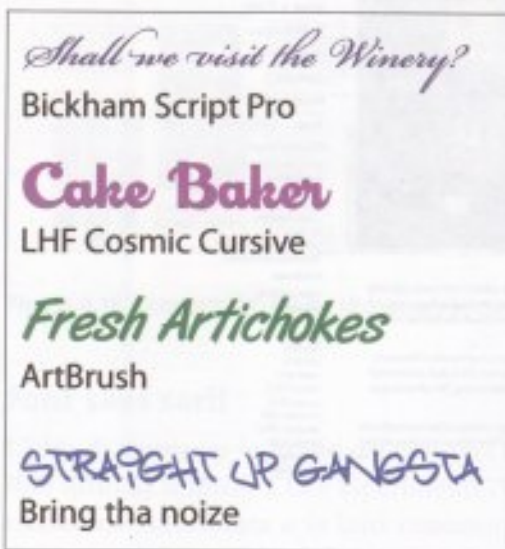 Shall we visit the Winery?
Bickham Script Pro
Cake Baker
LHF Cosmic Cursive
Fresh Artichokes
ArtBrush
STRAIGHT UP GANGSTA
Bring tha noize